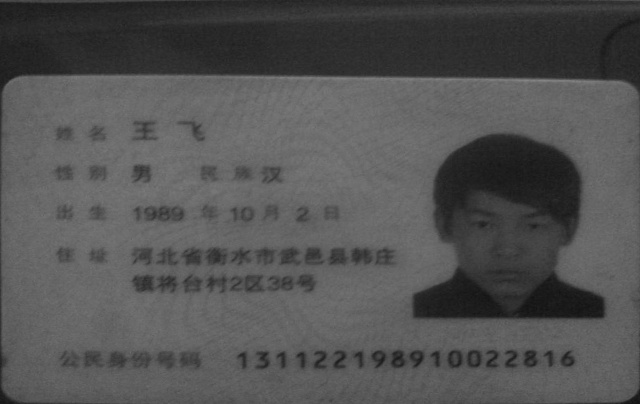 姓名 王飞
性别 男 民族 汉
出生 1989 年 10 月 2 日
住址 河北省衡水市武邑县韩庄
镇将台村2区38号
公民身份号码 131122198910022816